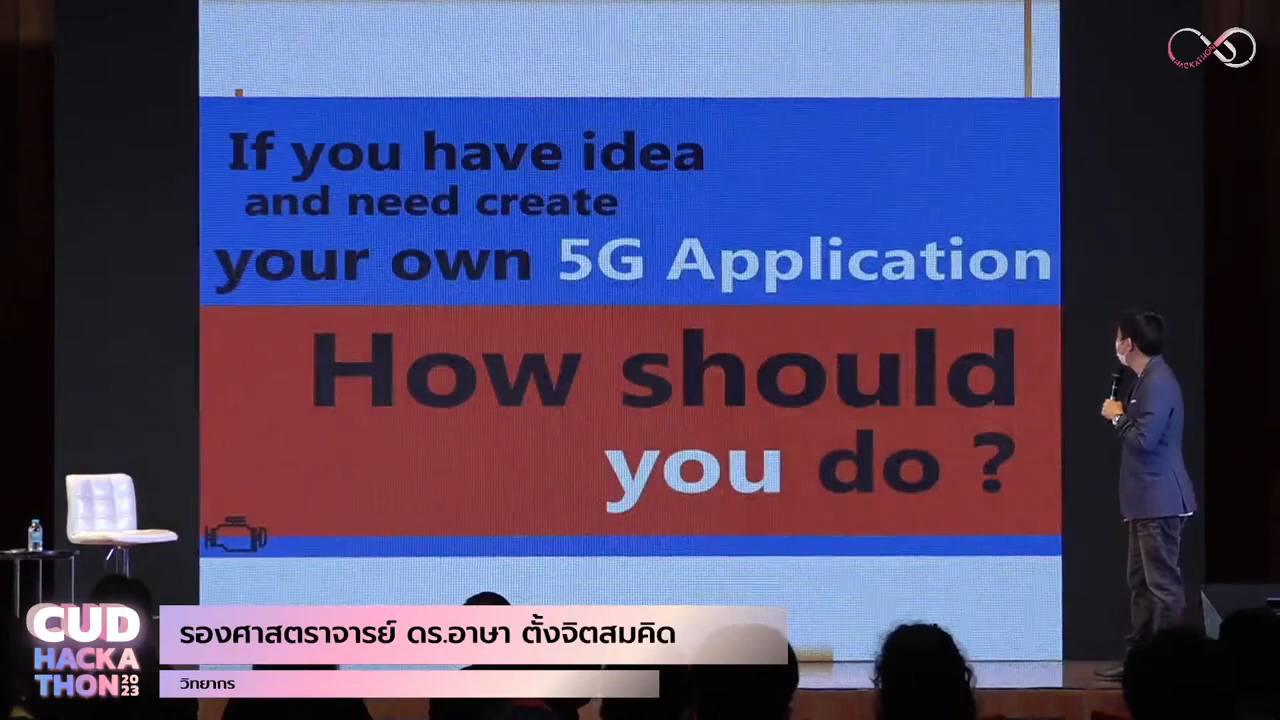 HACKATHON
If you have idea
and need create
your own 5G Application
How should
you do ?
CUD
HACKA
THON 2023
รองศาสตราจารย์ ดร.อาษา ตั้งจิตสมคิด
วิทยากร